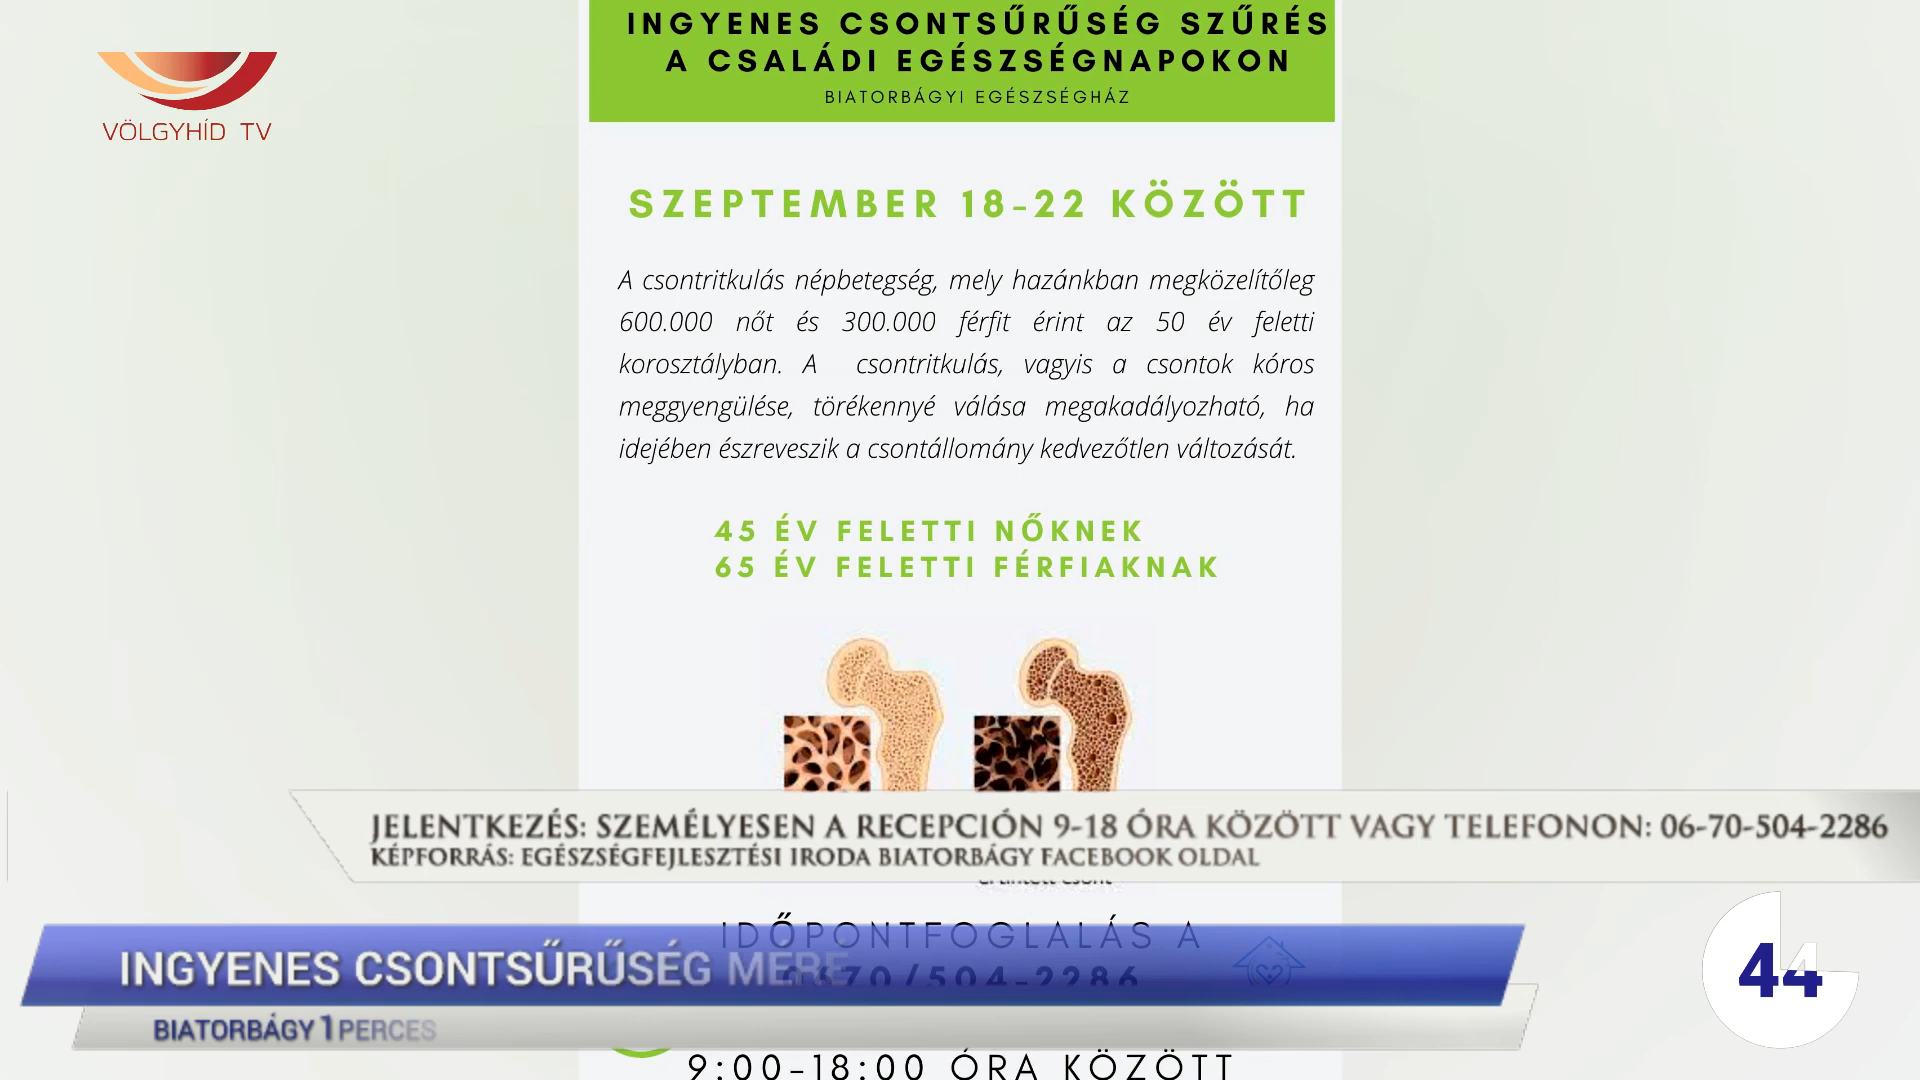 VÖLGYHÍD TV
INGYENES CSONTSŰRŰSÉG SZŰRÉS
A CSALÁDI EGÉSZSÉGNAPOKON
BIATORBÁGYI EGÉSZSÉGHÁZ
SZEPTEMBER 18-22 KÖZÖTT
A csontritkulás népbetegség, mely hazánkban megközelítőleg
600.000 nőt és 300.000 férfit érint az 50 év feletti
korosztályban. A csontritkulás, vagyis a csontok kóros
meggyengülése, törékennyé válása megakadályozható, ha
idejében észreveszik a csontállomány kedvezőtlen változását.
45 ÉV FELETTI NŐKNEK
65 ÉV FELETTI FÉRFIAKNAK
JELENTKEZÉS: SZEMÉLYESEN A RECEPCIÓN 9-18 ÓRA KÖZÖTT VAGY TELEFONON: 06-70-504-2286
KÉPFORRÁS: EGÉSZSÉGFEJLESZTÉSI IRODA BIATORBÁGY FACEBOOK OLDAL
IDŐPONTFOGLALÁS A
INGYENES CSONTSŰRŰSÉG MÉRÉ
0670/504-2286
44
BIATORBÁGY 1 PERCES
9:00-18:00 ÓRA KÖZÖTT